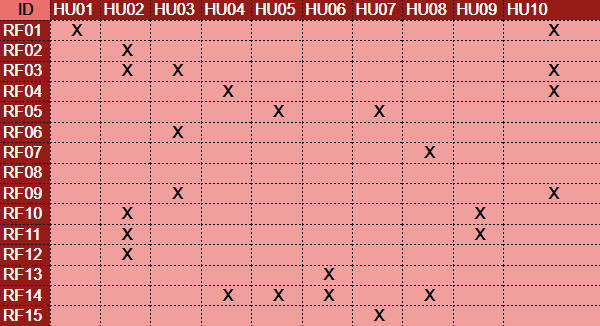 ID HU01 HU02 HU03 HU04 HU05 HU06 HU07 HU08 HU09 HU10
RF01 X X
RF02 X
RF03 X X X
RF04 X X
RF05 X X
RF06 X
RF07 X
RF08
RF09 X X
RF10 X X
RF11 X X
RF12 X
RF13 X
RF14 X X X X
RF15 X